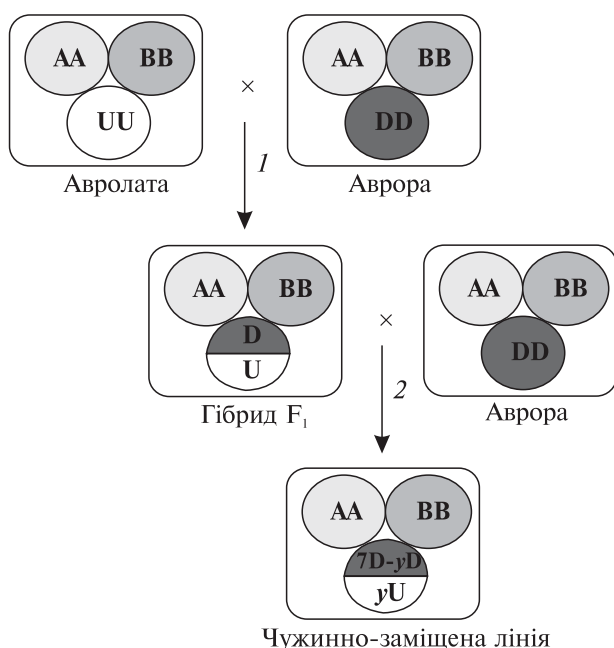 AA BB AA BB
×
UU DD
1
Авролата Аврора
AA BB AA BB
×
D
U DD
2
Гібрид F₁ Аврора
AA BB
7D-yD
yU
Чужинно-заміщена лінія